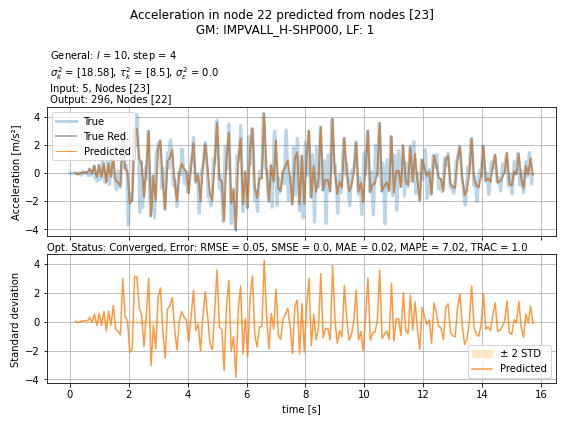 Acceleration in node 22 predicted from nodes [23]
GM: IMPVALL_H-SHP000, LF: 1
General: l = 10, step = 4
σ²ₖ = [18.58], τ²ₖ = [8.5], σ²ε = 0.0
Input: 5, Nodes [23]
Output: 296, Nodes [22]
True
True Red.
Predicted
Acceleration [m/s²]
4
2
0
−2
−4
Opt. Status: Converged, Error: RMSE = 0.05, SMSE = 0.0, MAE = 0.02, MAPE = 7.02, TRAC = 1.0
Standard deviation
4
2
0
−2
−4
± 2 STD
Predicted
0 2 4 6 8 10 12 14 16
time [s]